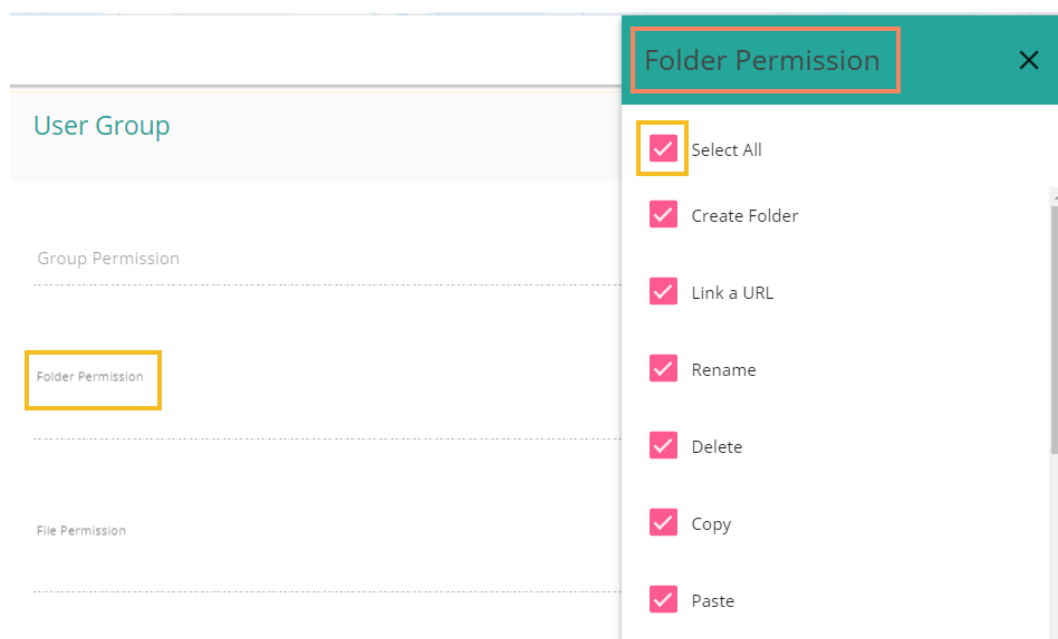 Folder Permission
User Group
Select All
Create Folder
Group Permission
Link a URL
Rename
Folder Permission
Delete
Copy
File Permission
Paste